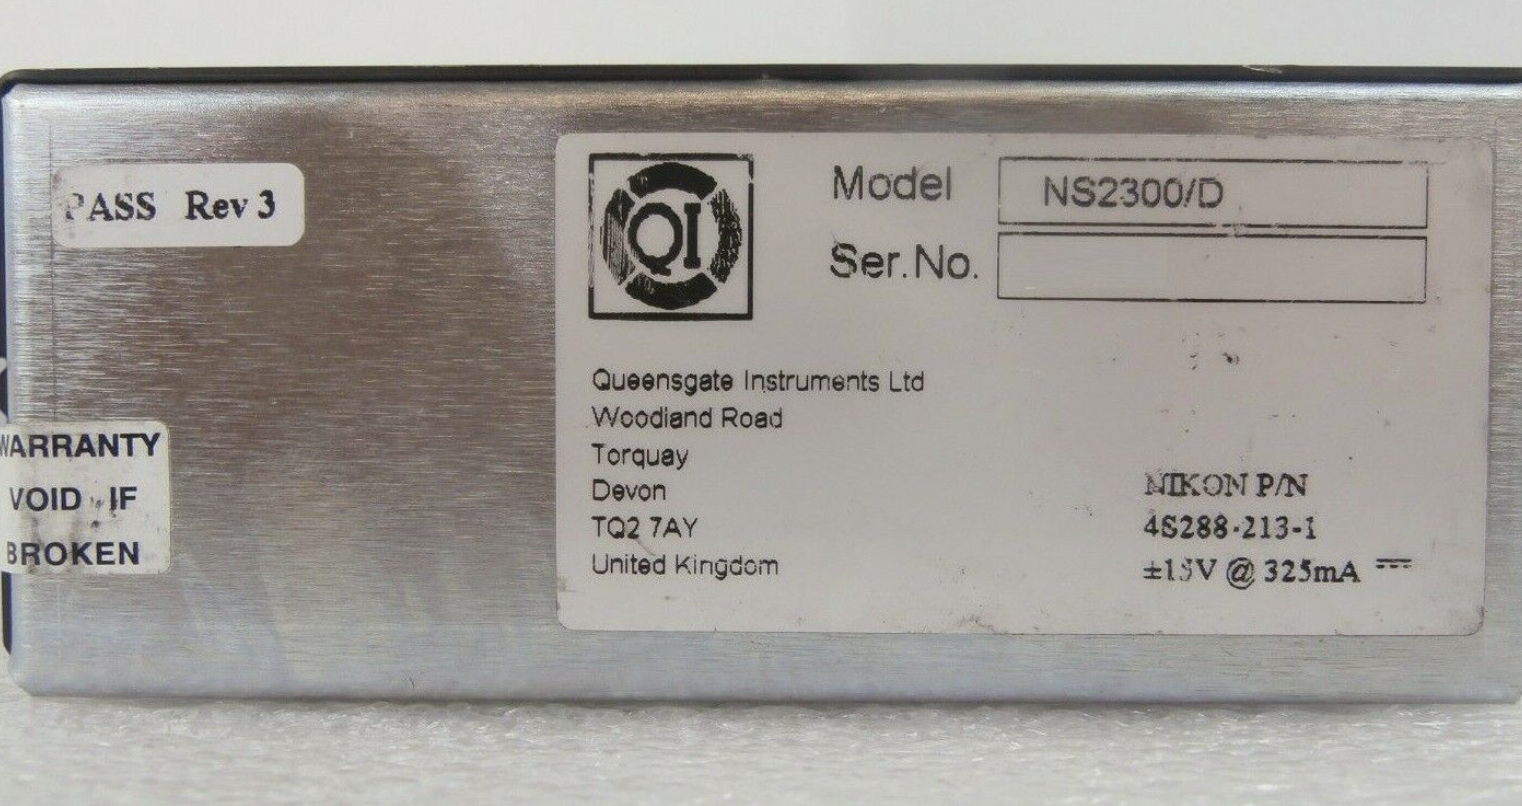 PASS Rev 3
QI
Model NS2300/D
Ser.No.
Queensgate Instruments Ltd
Woodland Road
Torquay
Devon
TQ2 7AY
United Kingdom
NIKON P/N
4S288-213-1
±15V @ 325mA
WARRANTY
VOID IF
BROKEN